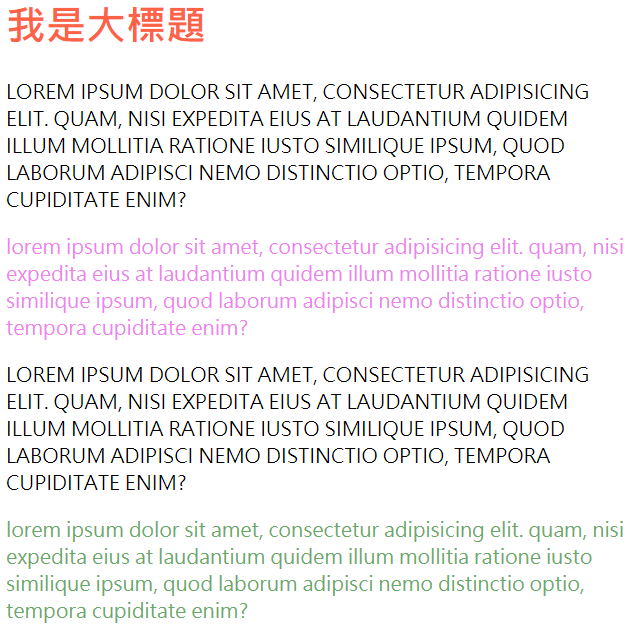 我是大標題
LOREM IPSUM DOLOR SIT AMET, CONSECTETUR ADIPISICING
ELIT. QUAM, NISI EXPEDITA EIUS AT LAUDANTIUM QUIDEM
ILLUM MOLLITIA RATIONE IUSTO SIMILIQUE IPSUM, QUOD
LABORUM ADIPISCI NEMO DISTINCTIO OPTIO, TEMPORA
CUPIDITATE ENIM?
lorem ipsum dolor sit amet, consectetur adipisicing elit. quam, nisi
expedita eius at laudantium quidem illum mollitia ratione iusto
similique ipsum, quod laborum adipisci nemo distinctio optio,
tempora cupiditate enim?
LOREM IPSUM DOLOR SIT AMET, CONSECTETUR ADIPISICING
ELIT. QUAM, NISI EXPEDITA EIUS AT LAUDANTIUM QUIDEM
ILLUM MOLLITIA RATIONE IUSTO SIMILIQUE IPSUM, QUOD
LABORUM ADIPISCI NEMO DISTINCTIO OPTIO, TEMPORA
CUPIDITATE ENIM?
lorem ipsum dolor sit amet, consectetur adipisicing elit. quam, nisi
expedita eius at laudantium quidem illum mollitia ratione iusto
similique ipsum, quod laborum adipisci nemo distinctio optio,
tempora cupiditate enim?